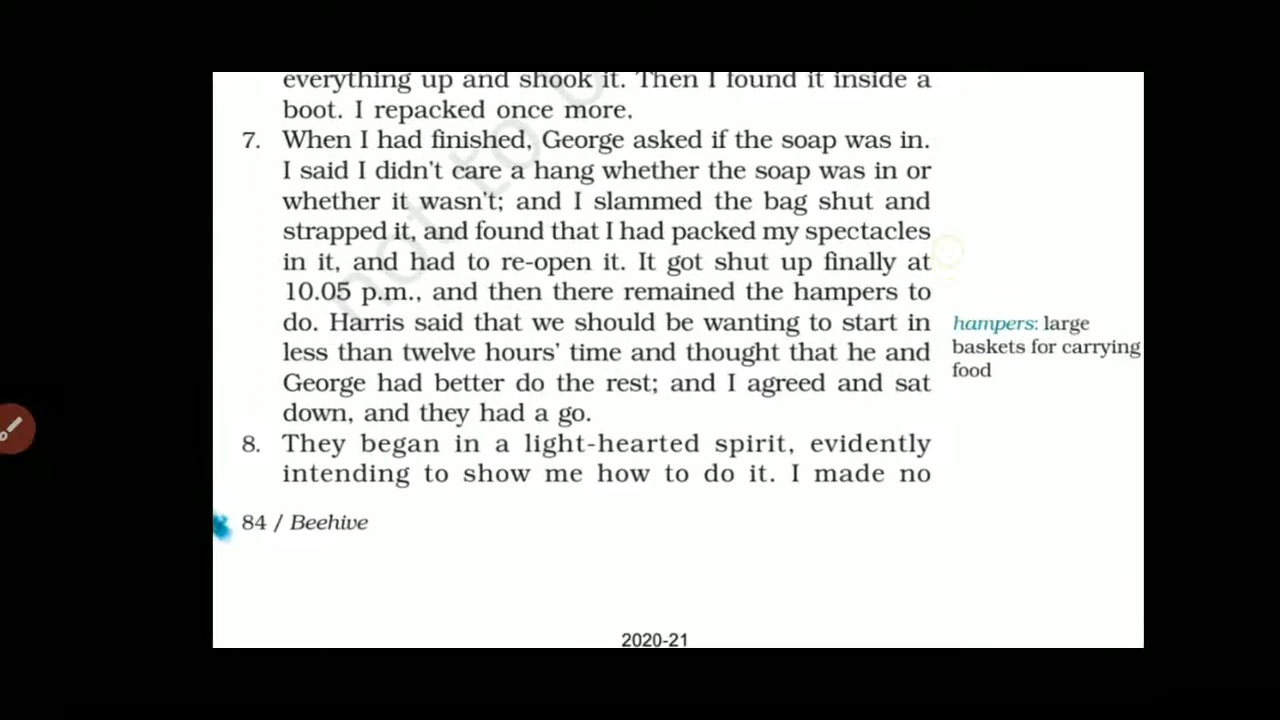 everything up and shook it. Then I found it inside a
boot. I repacked once more.
7. When I had finished, George asked if the soap was in.
I said I didn't care a hang whether the soap was in or
whether it wasn't; and I slammed the bag shut and
strapped it, and found that I had packed my spectacles
in it, and had to re-open it. It got shut up finally at
10.05 p.m., and then there remained the hampers to
do. Harris said that we should be wanting to start in
less than twelve hours' time and thought that he and
George had better do the rest; and I agreed and sat
down, and they had a go.
hampers: large
baskets for carrying
food
8. They began in a light-hearted spirit, evidently
intending to show me how to do it. I made no
84 / Beehive
2020-21
not to